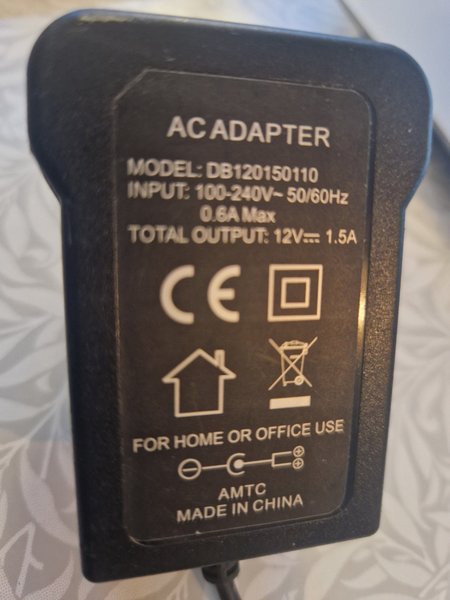 AC ADAPTER
MODEL: DB120150110
INPUT: 100-240V~ 50/60Hz
0.6A Max
TOTAL OUTPUT: 12V⎓ 1.5A
CE
FOR HOME OR OFFICE USE
AMTC
MADE IN CHINA